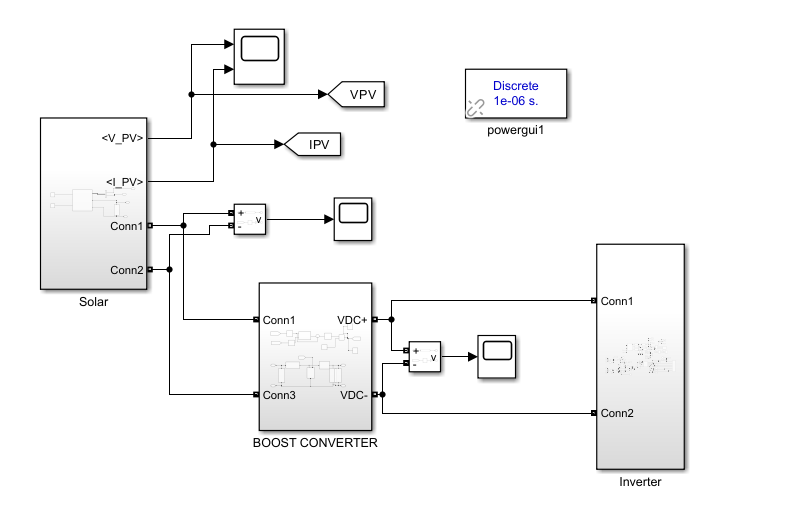 VPV
Discrete
1e-06 s.
powergui1
<V_PV>
IPV
<I_PV>
Conn1
+
-
v
Conn2
Solar
Conn1
VDC+
Conn1
+
-
v
Conn3
VDC-
Conn2
BOOST CONVERTER
Inverter